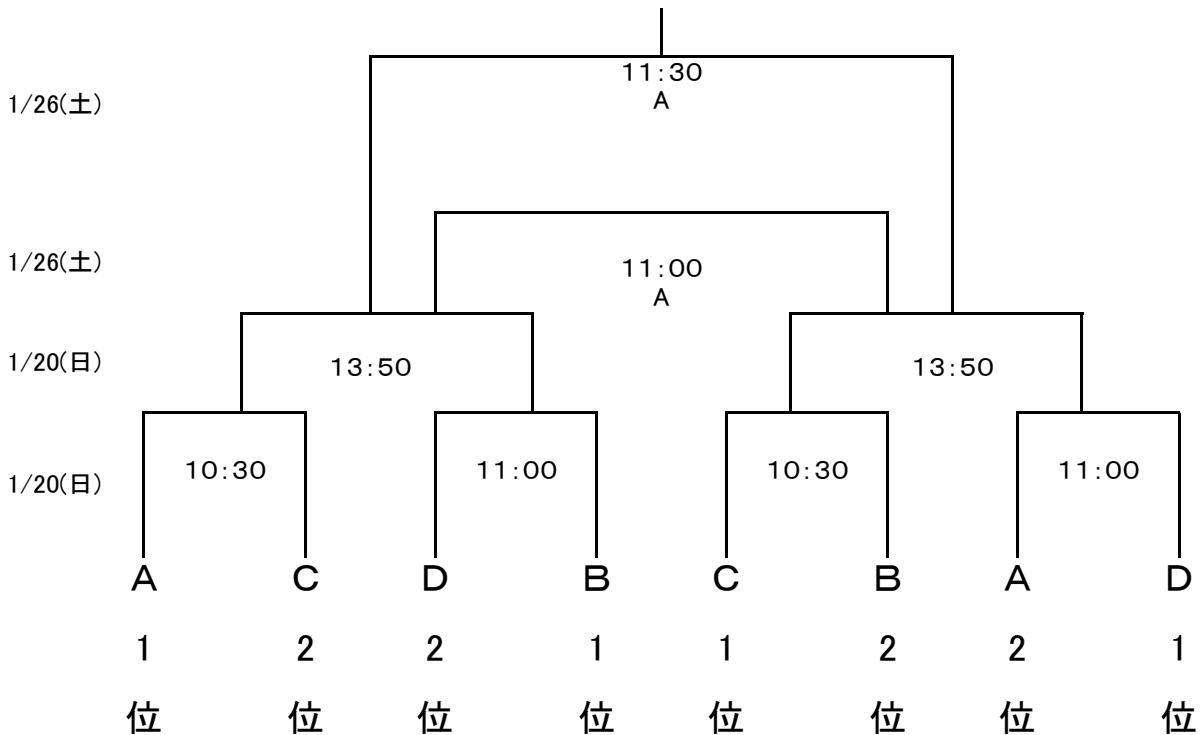 11:30
1/26(土)
A
1/26(土)
11:00
A
1/20(日)
13:50 13:50
1/20(日)
10:30 11:00 10:30 11:00
A C D B C B A D
1 2 2 1 1 2 2 1
位 位 位 位 位 位 位 位